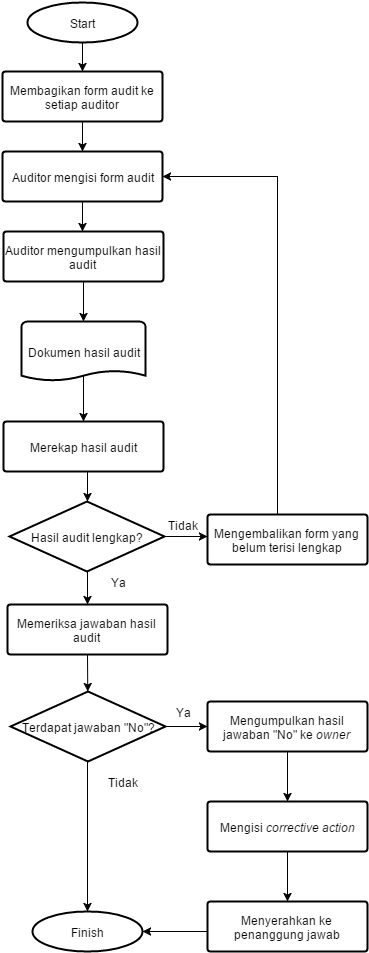 Start
Membagikan form audit ke
setiap auditor
Auditor mengisi form audit
Auditor mengumpulkan hasil
audit
Dokumen hasil audit
Merekap hasil audit
Hasil audit lengkap?
Tidak
Mengembalikan form yang
belum terisi lengkap
Ya
Memeriksa jawaban hasil
audit
Terdapat jawaban "No"?
Ya
Mengumpulkan hasil
jawaban "No" ke owner
Tidak
Mengisi corrective action
Menyerahkan ke
penanggung jawab
Finish